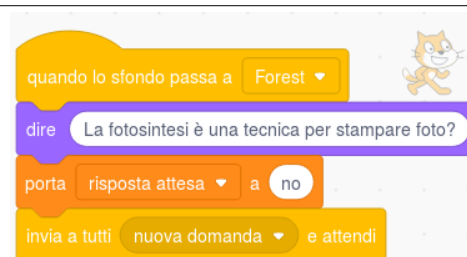 quando lo sfondo passa a Forest
dire La fotosintesi è una tecnica per stampare foto?
porta risposta attesa a no
invia a tutti nuova domanda e attendi